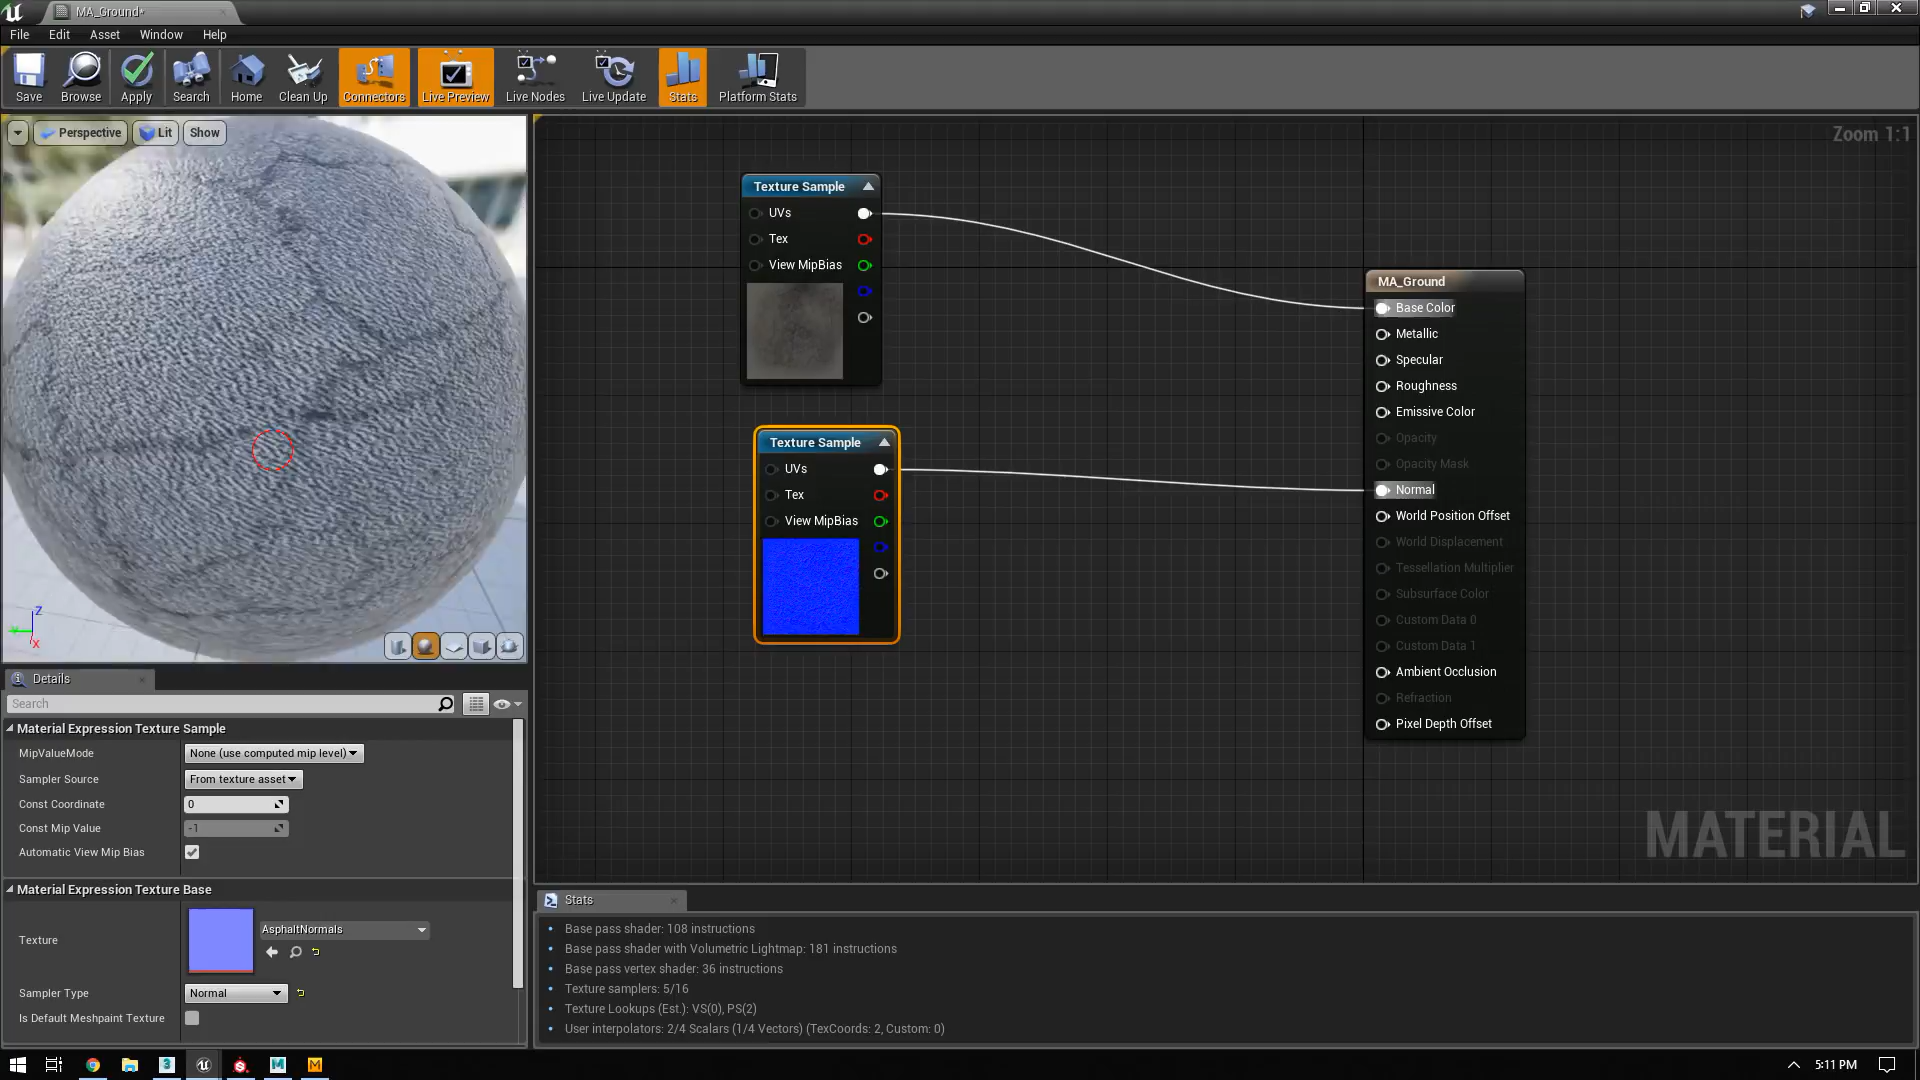 MA_Ground*
File Edit Asset Window Help
Save Browse Apply Search Home Clean Up Connectors Live Preview Live Nodes Live Update Stats Platform Stats
Perspective Lit Show
Zoom 1:1
Texture Sample
UVs
Tex
View MipBias
MA_Ground
Base Color
Metallic
Specular
Roughness
Emissive Color
Opacity
Opacity Mask
Normal
World Position Offset
World Displacement
Tessellation Multiplier
Subsurface Color
Custom Data 0
Custom Data 1
Ambient Occlusion
Refraction
Pixel Depth Offset
Texture Sample
UVs
Tex
View MipBias
MATERIAL
Z
Y
X
Details
Search
Material Expression Texture Sample
MipValueMode None (use computed mip level)
Sampler Source From texture asset
Const Coordinate 0
Const Mip Value -1
Automatic View Mip Bias
Material Expression Texture Base
Texture AsphaltNormals
Sampler Type Normal
Is Default Meshpaint Texture
Stats
Base pass shader: 108 instructions
Base pass shader with Volumetric Lightmap: 181 instructions
Base pass vertex shader: 36 instructions
Texture samplers: 5/16
Texture Lookups (Est.): VS(0), PS(2)
User interpolators: 2/4 Scalars (1/4 Vectors) (TexCoords: 2, Custom: 0)
5:11 PM